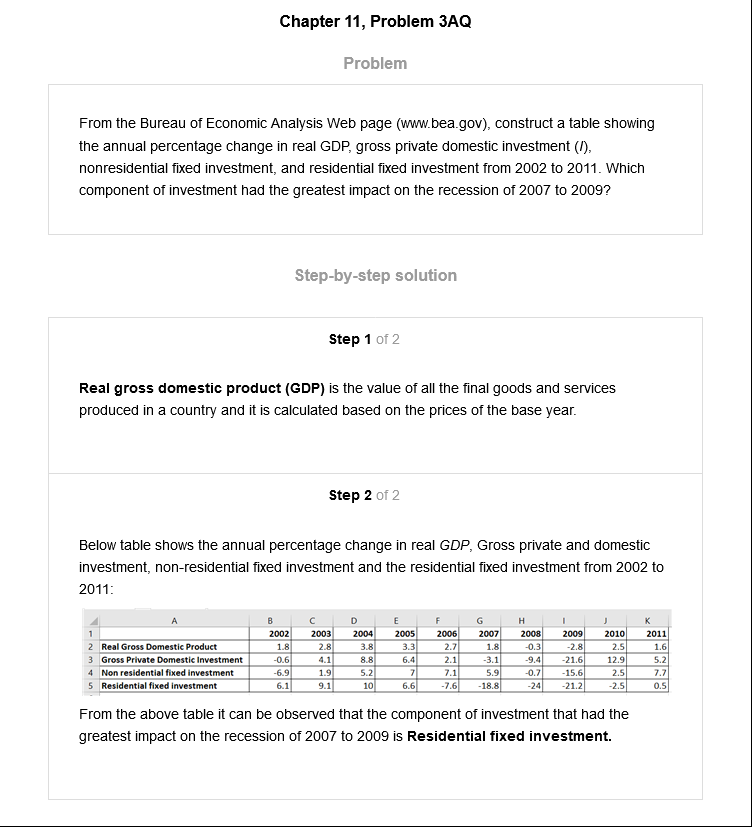 Chapter 11, Problem 3AQ
Problem
From the Bureau of Economic Analysis Web page (www.bea.gov), construct a table showing
the annual percentage change in real GDP, gross private domestic investment (I),
nonresidential fixed investment, and residential fixed investment from 2002 to 2011. Which
component of investment had the greatest impact on the recession of 2007 to 2009?
Step-by-step solution
Step 1 of 2
Real gross domestic product (GDP) is the value of all the final goods and services
produced in a country and it is calculated based on the prices of the base year.
Step 2 of 2
Below table shows the annual percentage change in real GDP, Gross private and domestic
investment, non-residential fixed investment and the residential fixed investment from 2002 to
2011:
A B C D E F G H I J K
1 2002 2003 2004 2005 2006 2007 2008 2009 2010 2011
2 Real Gross Domestic Product 1.8 2.8 3.8 3.3 2.7 1.8 -0.3 -2.8 2.5 1.6
3 Gross Private Domestic Investment -0.6 4.1 8.8 6.4 2.1 -3.1 -9.4 -21.6 12.9 5.2
4 Non residential fixed investment -6.9 1.9 5.2 7 7.1 5.9 -0.7 -15.6 2.5 7.7
5 Residential fixed investment 6.1 9.1 10 6.6 -7.6 -18.8 -24 -21.2 -2.5 0.5
From the above table it can be observed that the component of investment that had the
greatest impact on the recession of 2007 to 2009 is Residential fixed investment.